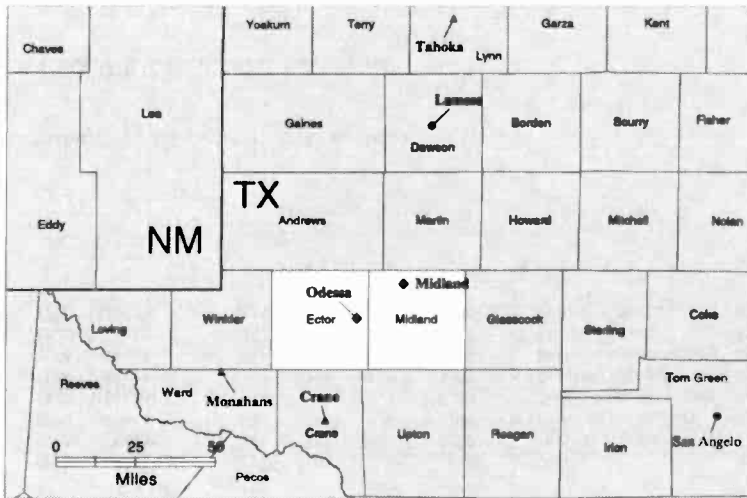 Yoakum Terry Garza Kent
Chaves Tahoka Lynn
Lea Lamesa
Gaines Borden Scurry Fisher
Dawson
TX
Eddy Andrews Martin Howard Mitchell Nolan
NM
Odessa Midland
Loving Winkler Ector Midland Glasscock Sterling Coke
Reeves Ward Tom Green
Monahans Crane
Crane Upton Reagan Irion San Angelo
0 25 50
Miles
Pecos